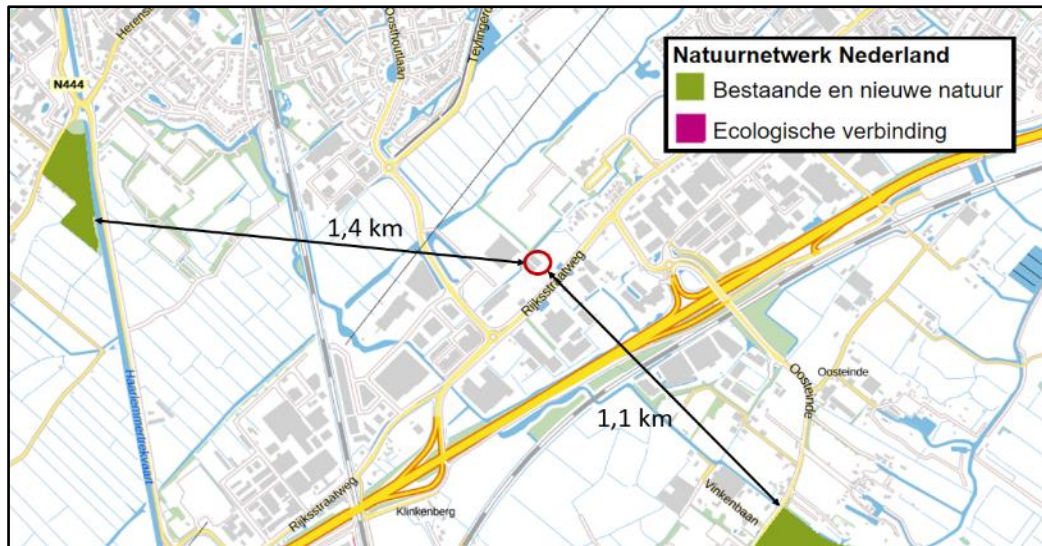 Natuurnetwerk Nederland
Bestaande en nieuwe natuur
Ecologische verbinding
N444
Oosthoutlaan
1,4 km
Rijksstraatweg
Haarlemmertrekvaart
Oosteinde
Oosteinde
1,1 km
Vinkenbaan
Rijksstraatweg
Klinkenberg